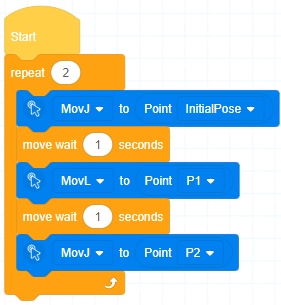 Start
repeat 2
MovJ to Point InitialPose
move wait 1 seconds
MovL to Point P1
move wait 1 seconds
MovJ to Point P2